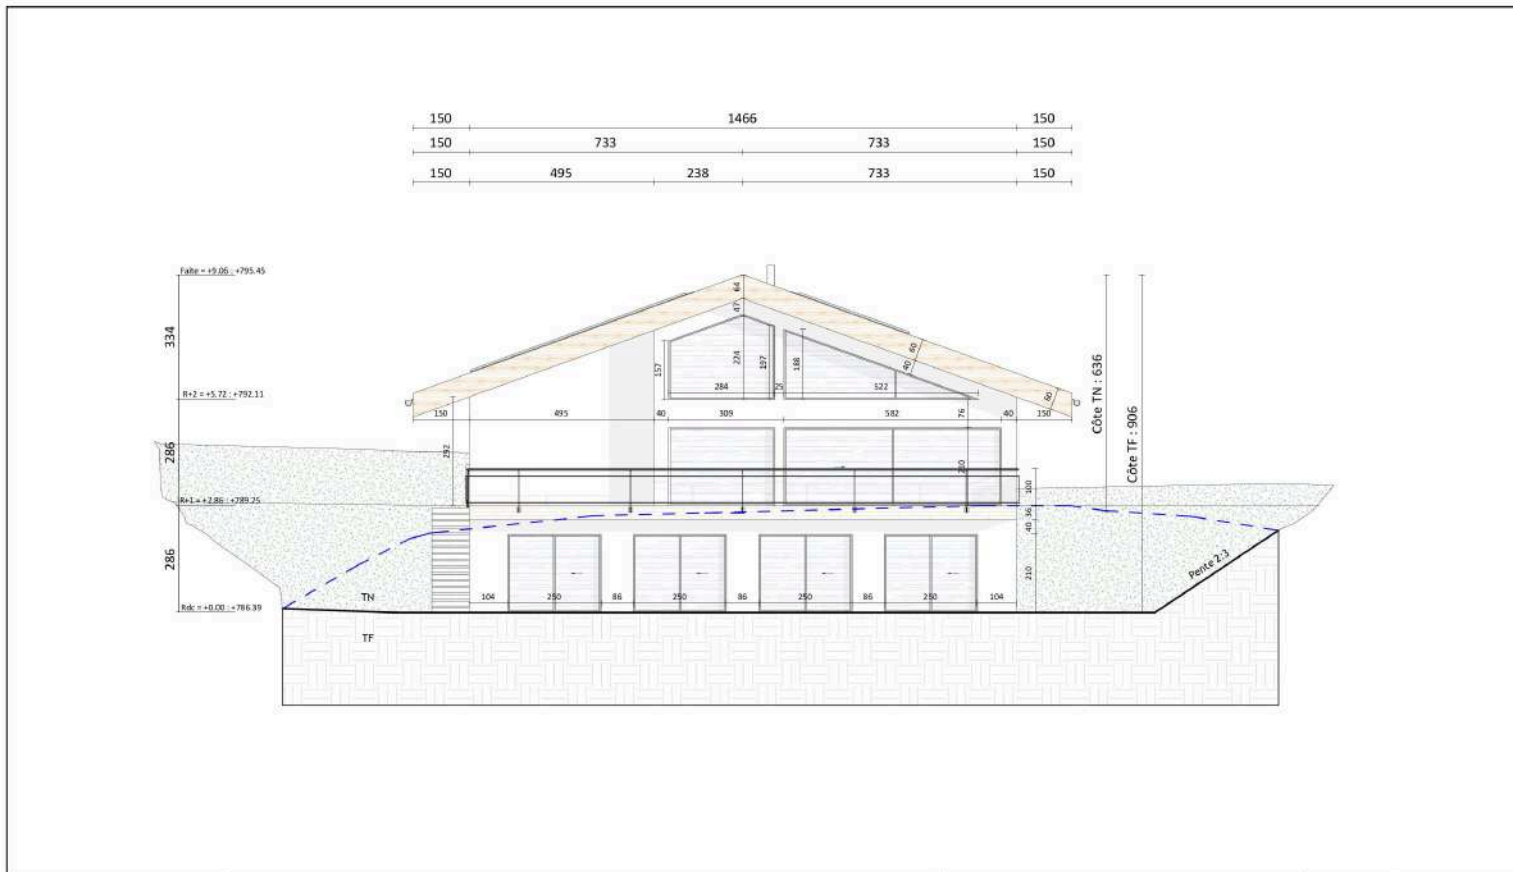 150 1466 150
150 733 733 150
150 495 238 733 150
Faîte = +9.06 : +795.45
64
47
334
157
224
197
188
60
40
60
284 25 522
R+2 = +5.72 : +792.11
Côte TN : 636
Côte TF : 906
150 495 40 309 582 76 40 150
286
292
210
100
R+1 = +2.86 : +789.25
36
40
286
210
Pente 2:3
TN
104 250 86 250 86 250 86 250 104
Rdc = +0.00 : +786.39
TF